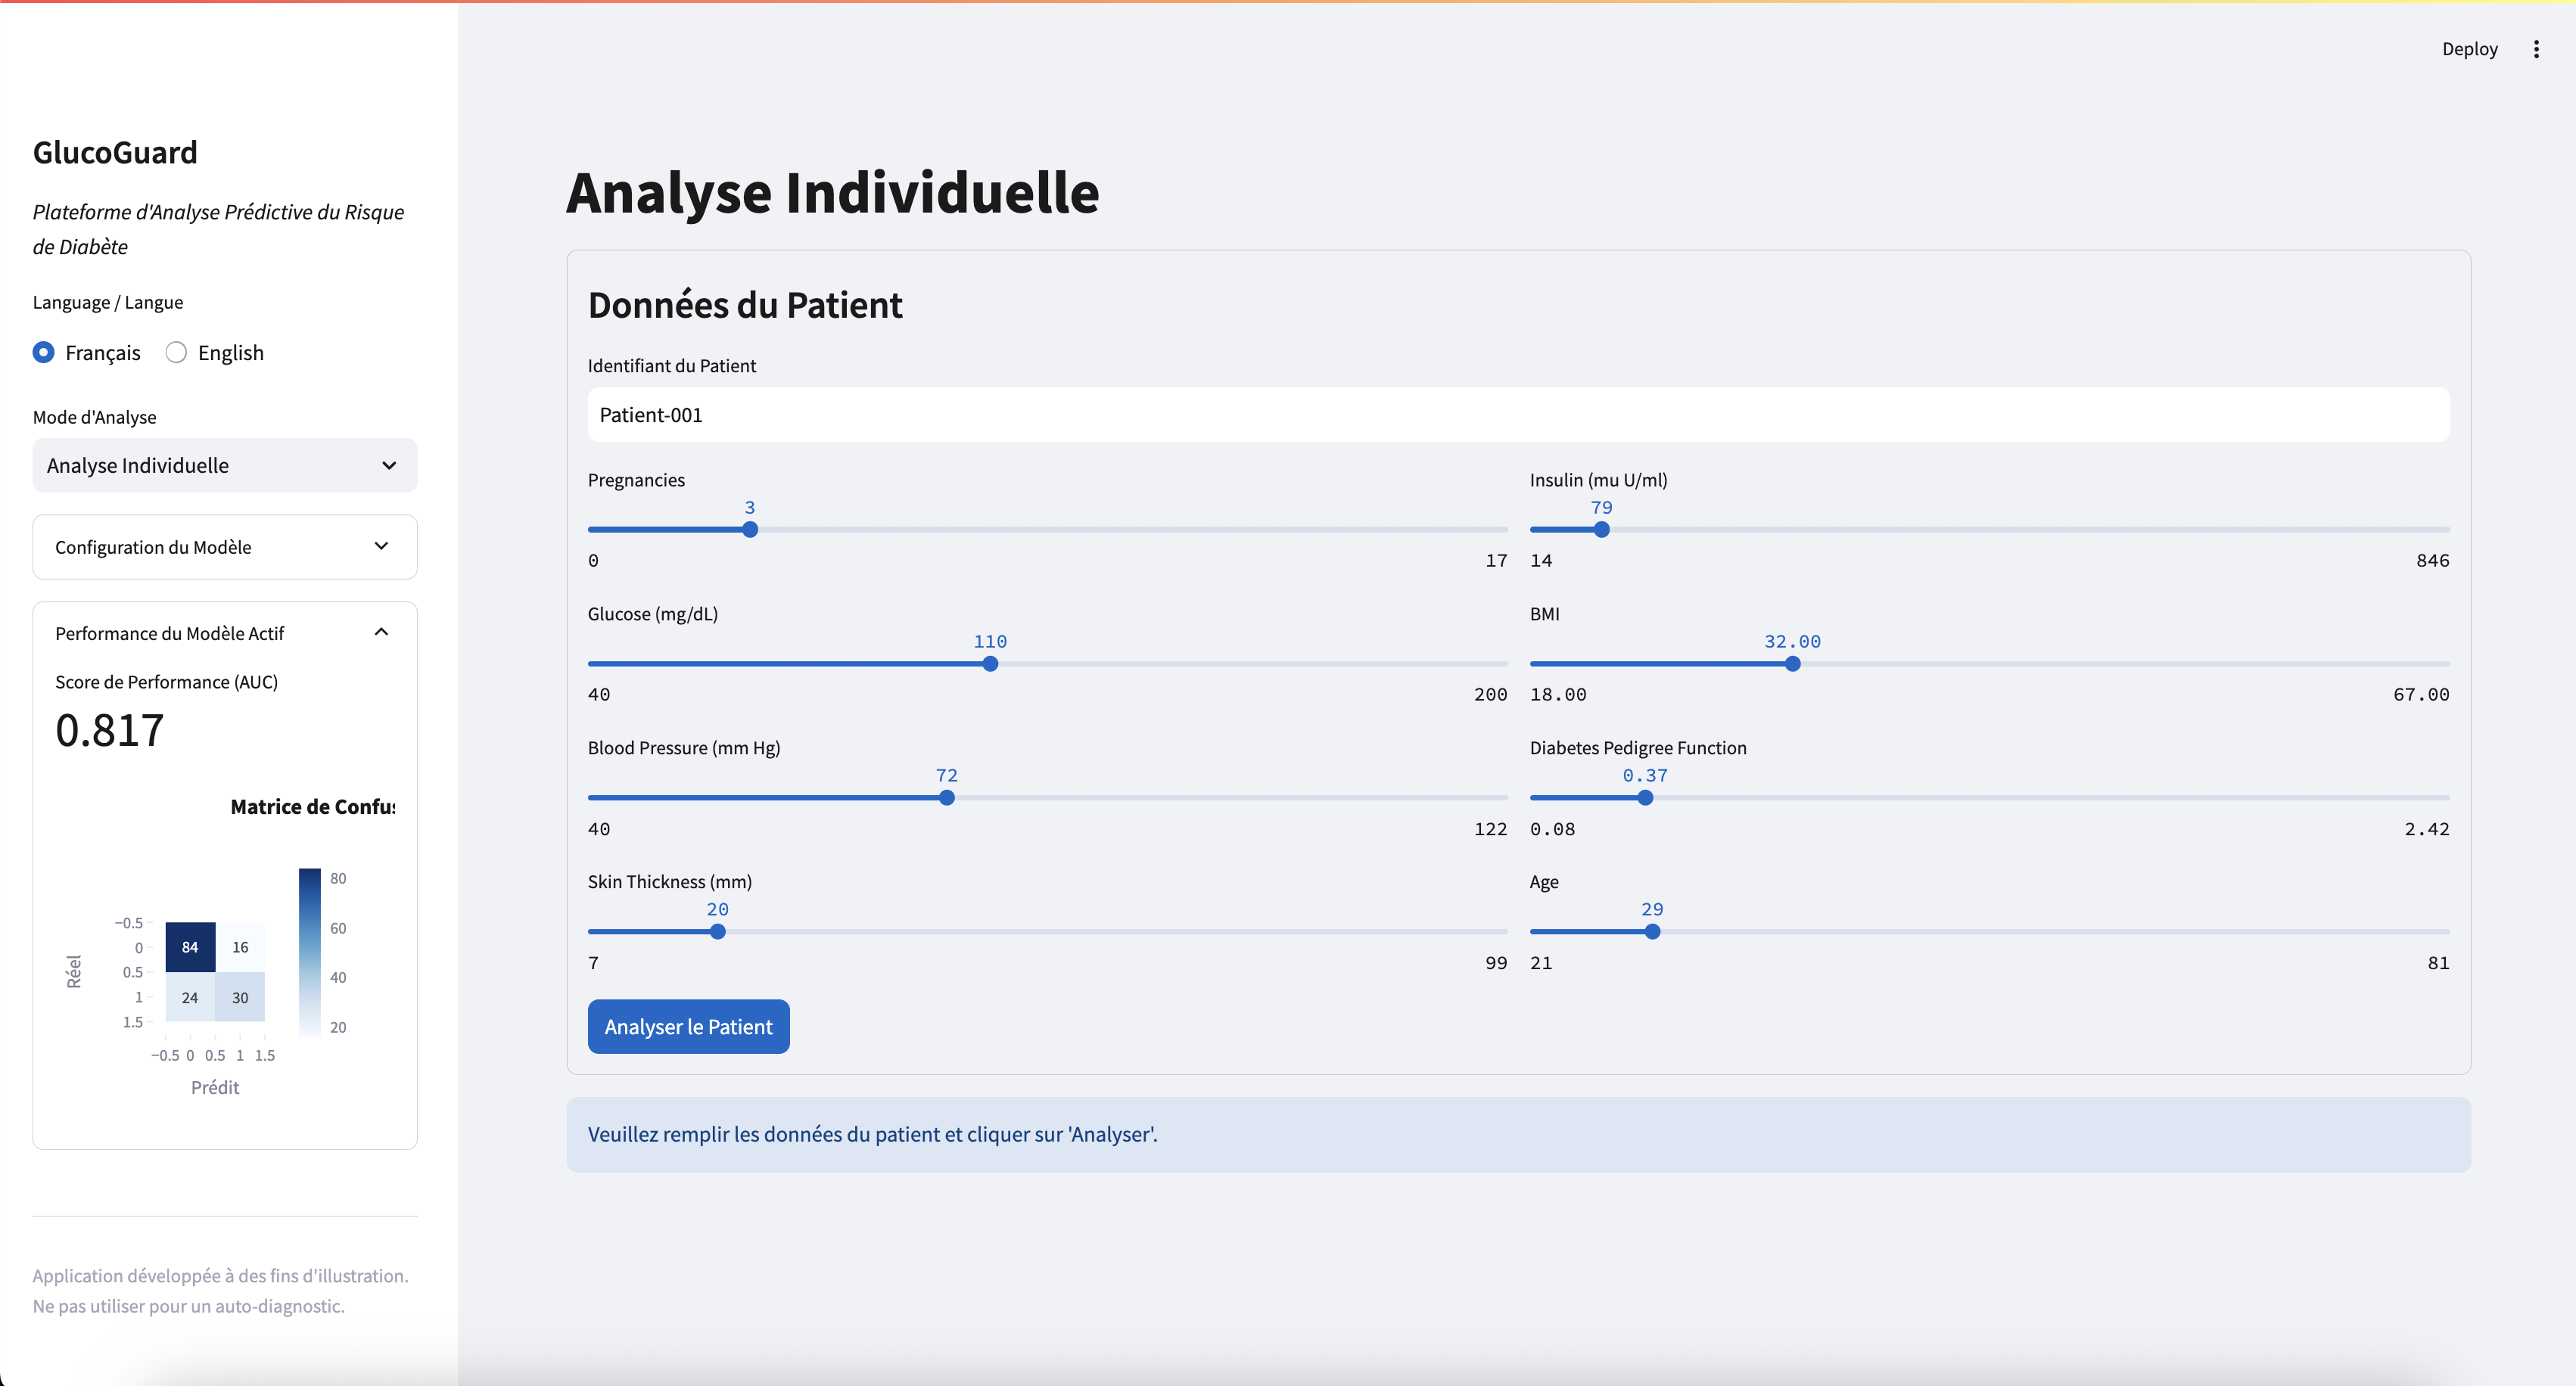 Deploy
GlucoGuard
Plateforme d'Analyse Prédictive du Risque
de Diabète
Language / Langue
Français English
Mode d'Analyse
Analyse Individuelle
Configuration du Modèle
Performance du Modèle Actif
Score de Performance (AUC)
0.817
Matrice de Confus
80
60
40
20
−0.5
0
0.5
1
1.5
84 16
24 30
Réel
−0.5 0 0.5 1 1.5
Prédit
Application développée à des fins d'illustration.
Ne pas utiliser pour un auto-diagnostic.
Analyse Individuelle
Données du Patient
Identifiant du Patient
Patient-001
Pregnancies
3
0 17
Glucose (mg/dL)
110
40 200
Blood Pressure (mm Hg)
72
40 122
Skin Thickness (mm)
20
7 99
Insulin (mu U/ml)
79
14 846
BMI
32.00
18.00 67.00
Diabetes Pedigree Function
0.37
0.08 2.42
Age
29
21 81
Analyser le Patient
Veuillez remplir les données du patient et cliquer sur 'Analyser'.